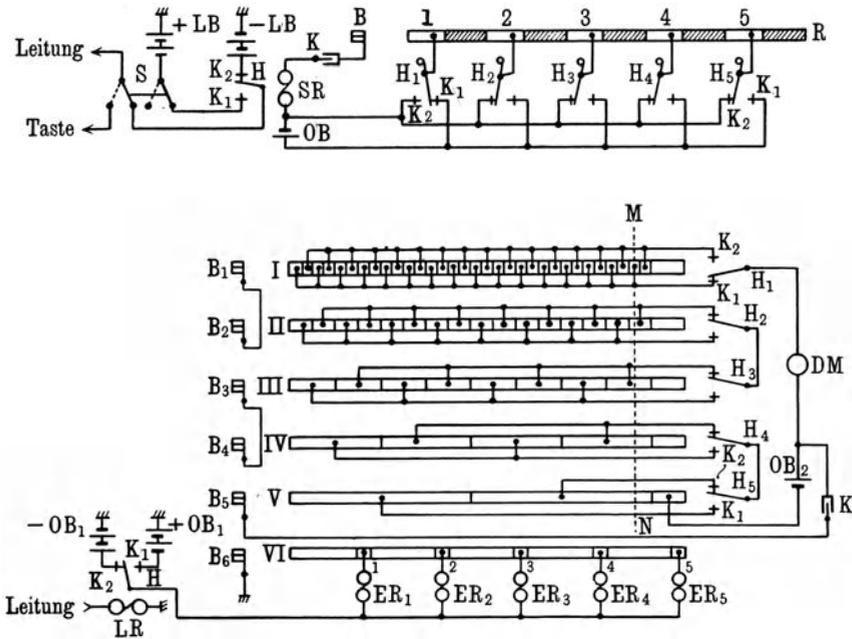 + LB - LB B 1 2 3 4 5 R
Leitung S K
K₂ H SR H₁ H₂ H₃ H₄ H₅
K₁ K₁ K₁
Taste OB K₂ K₂
M
K₂
B₁ I H₁
K₁
B₂ II H₂
H₃ DM
B₃ III
B₄ IV H₄
K₂ OB₂
B₅ V H₅ K
K₁
N
- OB₁ + OB₁
K₁
B₆ VI 1 2 3 4 5
K₂ H
ER₁ ER₂ ER₃ ER₄ ER₅
Leitung
LR